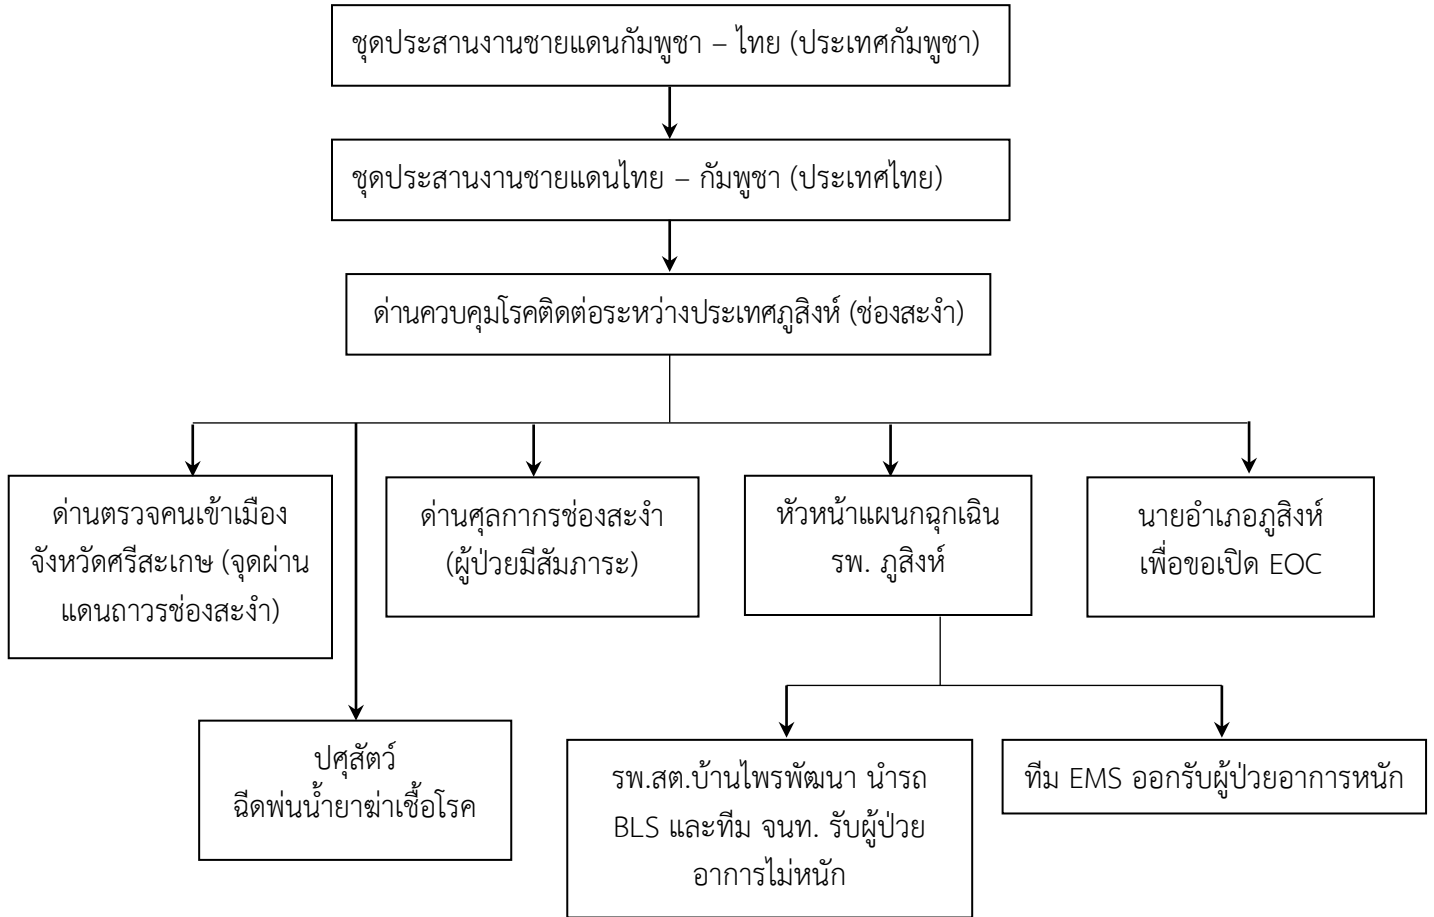 ชุดประสานงานชายแดนกัมพูชา – ไทย (ประเทศกัมพูชา)
ชุดประสานงานชายแดนไทย – กัมพูชา (ประเทศไทย)
ด่านควบคุมโรคติดต่อระหว่างประเทศภูสิงห์ (ช่องสะงำ)
ด่านตรวจคนเข้าเมือง
จังหวัดศรีสะเกษ (จุดผ่าน
แดนถาวรช่องสะงำ)
ด่านศุลกากรช่องสะงำ
(ผู้ป่วยมีสัมภาระ)
หัวหน้าแผนกฉุกเฉิน
รพ. ภูสิงห์
นายอำเภอภูสิงห์
เพื่อขอเปิด EOC
ปศุสัตว์
ฉีดพ่นน้ำยาฆ่าเชื้อโรค
รพ.สต.บ้านไพรพัฒนา นำรถ
BLS และทีม จนท. รับผู้ป่วย
อาการไม่หนัก
ทีม EMS ออกรับผู้ป่วยอาการหนัก